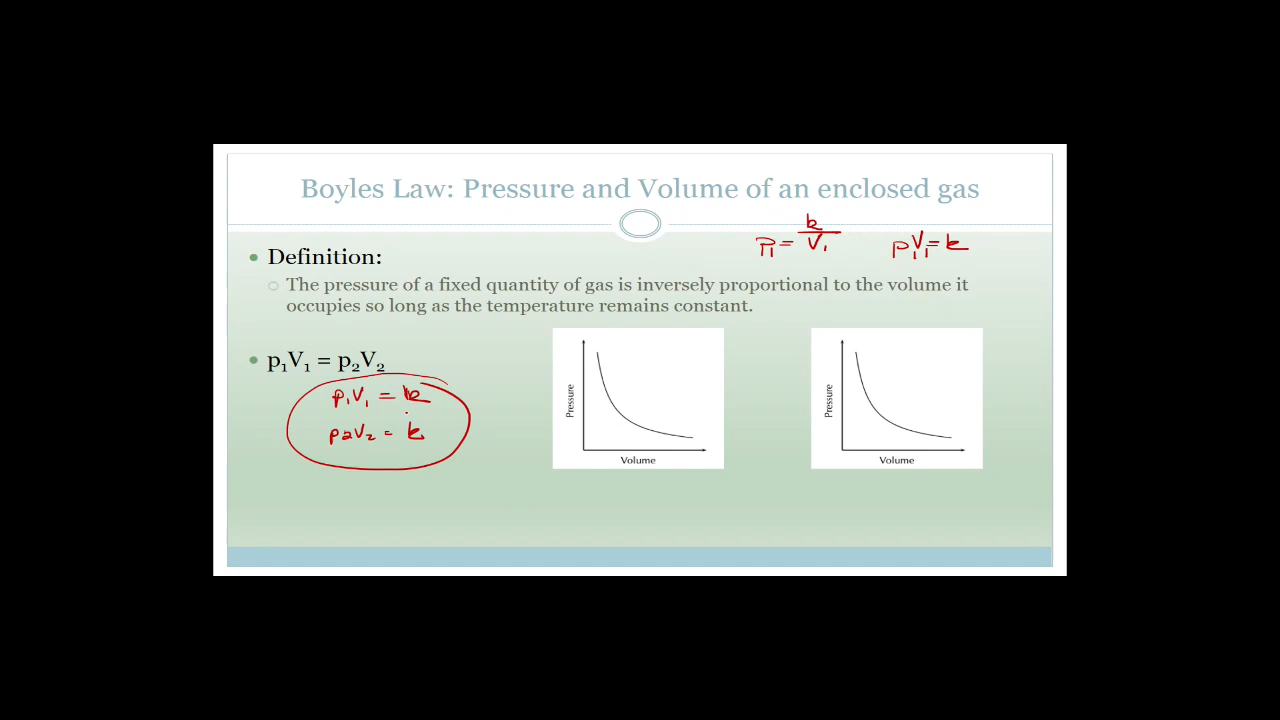 Boyles Law: Pressure and Volume of an enclosed gas
p₁ = k/V₁
p₁V₁ = k
Definition:
The pressure of a fixed quantity of gas is inversely proportional to the volume it
occupies so long as the temperature remains constant.
p₁V₁ = p₂V₂
p₁V₁ = k
p2V₂ = k
Pressure
Volume
Pressure
Volume